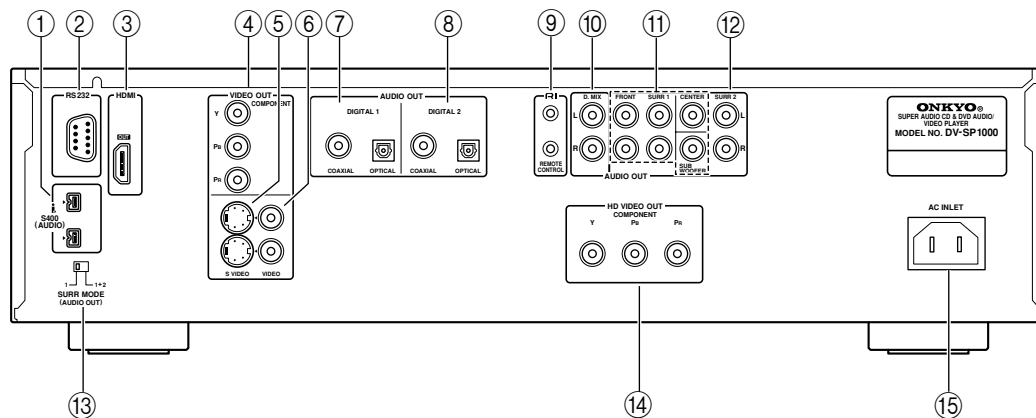 ① ② ③ ④ ⑤ ⑥ ⑦ ⑧ ⑨ ⑩ ⑪ ⑫
RS232
HDMI
OUT
VIDEO OUT
COMPONENT
Y
PB
PR
S VIDEO VIDEO
AUDIO OUT
DIGITAL 1 DIGITAL 2
COAXIAL OPTICAL COAXIAL OPTICAL
RI
REMOTE
CONTROL
D. MIX FRONT SURR 1 CENTER SURR 2
L L
R R
SUB
WOOFER
AUDIO OUT
ONKYO®
SUPER AUDIO CD & DVD AUDIO/
VIDEO PLAYER
MODEL NO. DV-SP1000
i
S400
(AUDIO)
1 1+2
SURR MODE
(AUDIO OUT)
HD VIDEO OUT
COMPONENT
Y PB PR
AC INLET
⑬ ⑭ ⑮